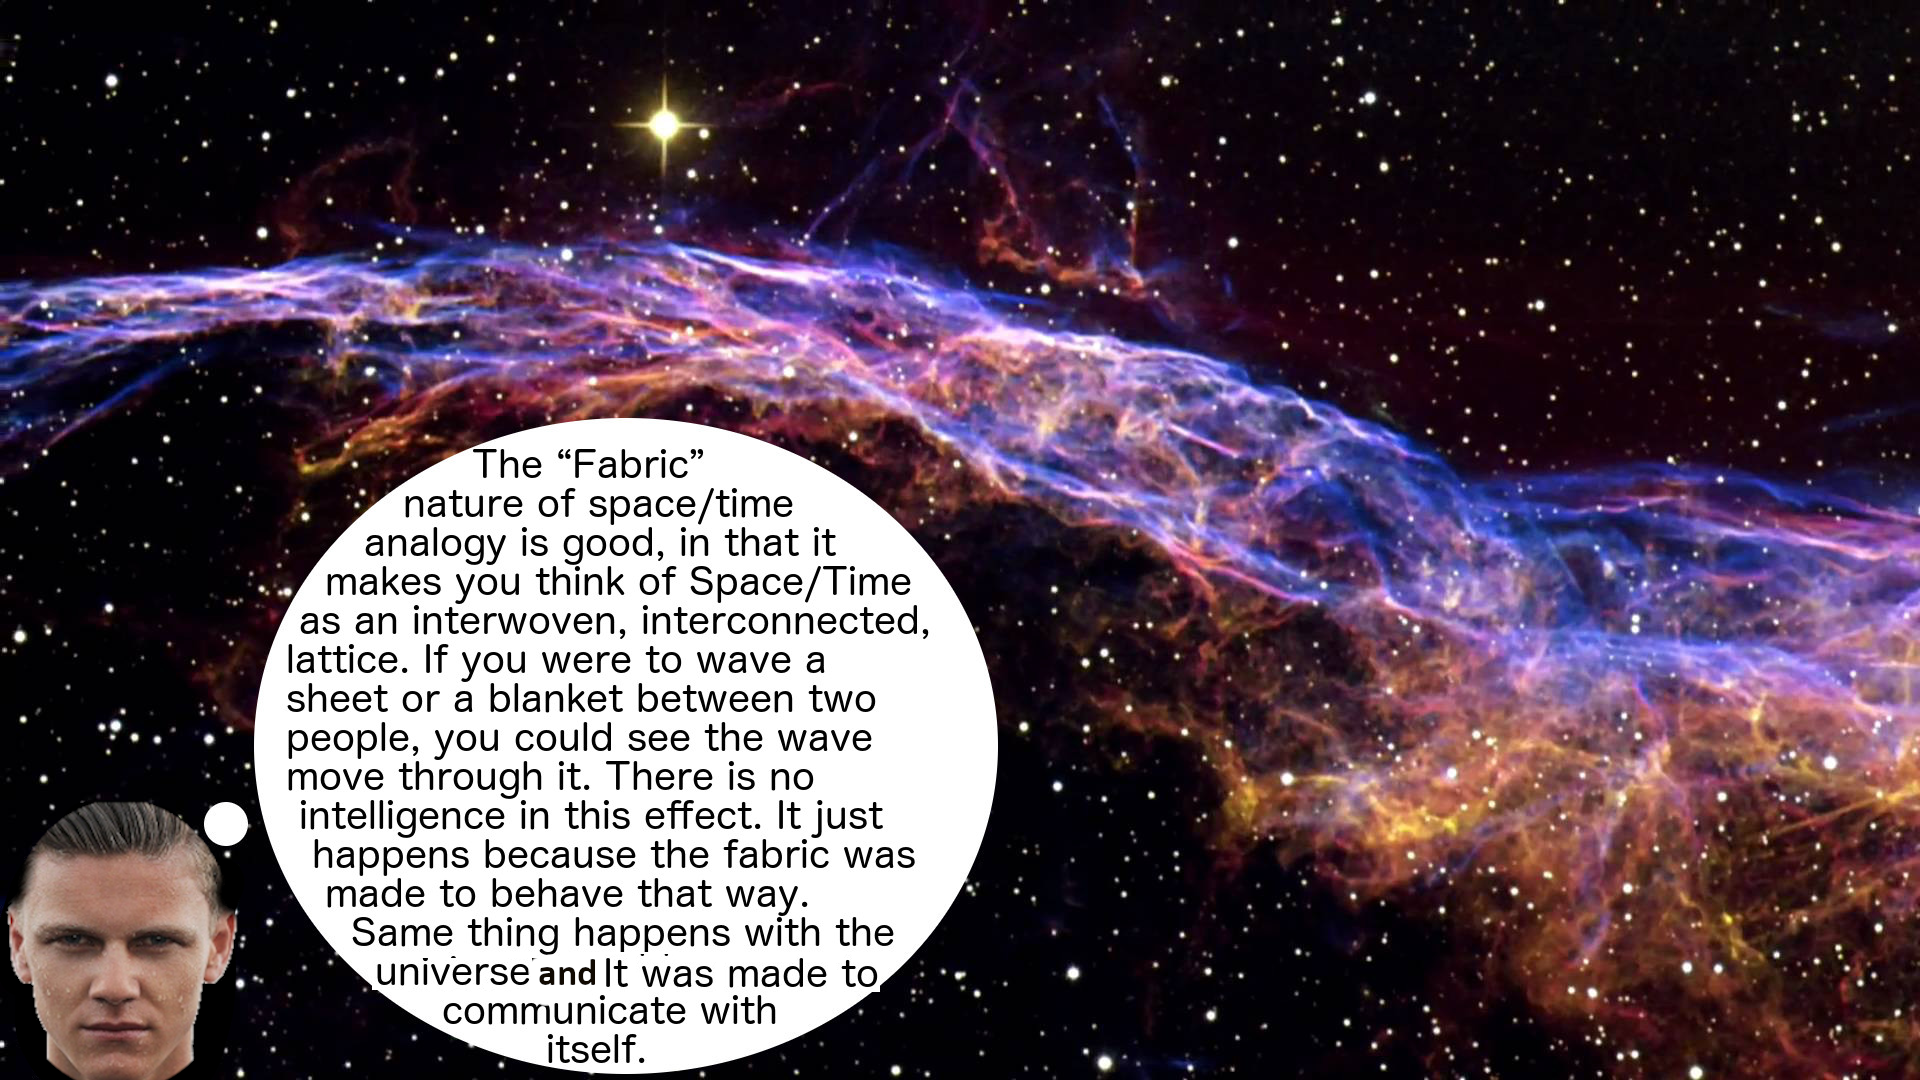 The “Fabric”
nature of space/time
analogy is good, in that it
makes you think of Space/Time
as an interwoven, interconnected,
lattice. If you were to wave a
sheet or a blanket between two
people, you could see the wave
move through it. There is no
intelligence in this effect. It just
happens because the fabric was
made to behave that way.
Same thing happens with the
universe and It was made to
communicate with
itself.